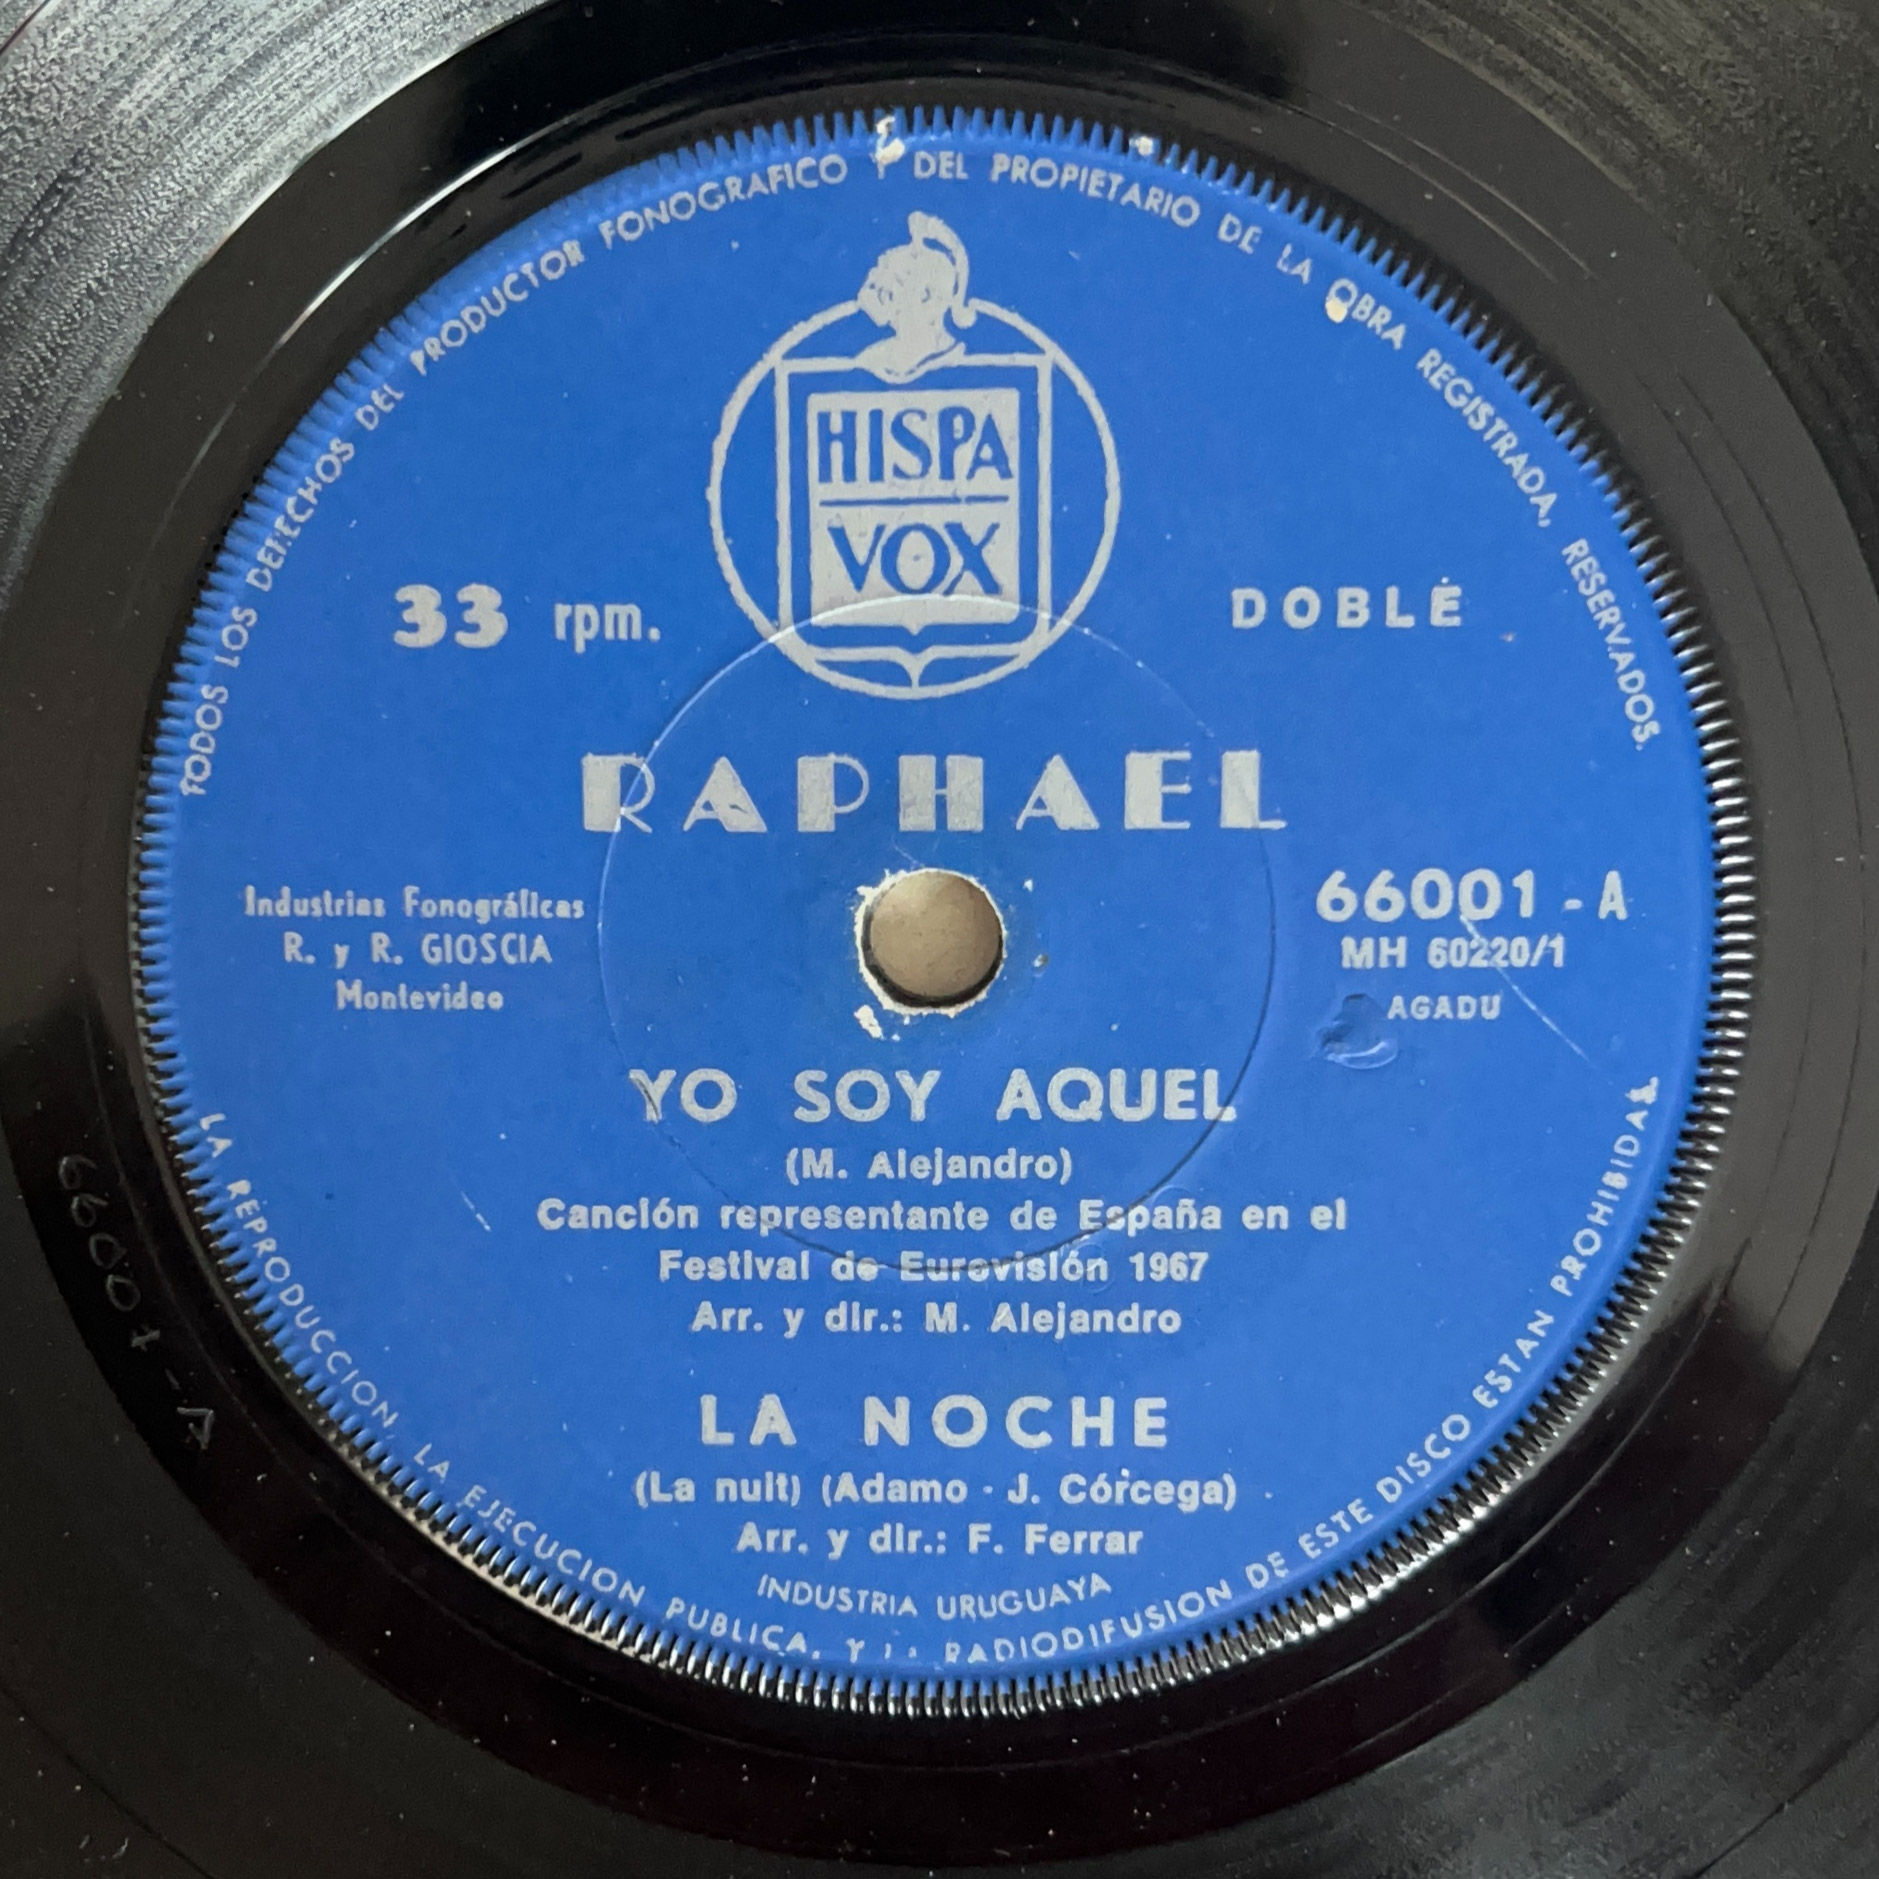 TODOS LOS DERECHOS DEL PRODUCTOR FONOGRAFICO Y DEL PROPIETARIO DE LA OBRA REGISTRADA, RESERVADOS.
HISPA
VOX
33 rpm.
DOBLE
RAPHAEL
Industrias Fonográficas
R. y R. GIOSCIA
Montevideo
66001 - A
MH 60220/1
AGADU
YO SOY AQUEL
(M. Alejandro)
Canción representante de España en el
Festival de Eurovisión 1967
Arr. y dir.: M. Alejandro
LA NOCHE
(La nuit) (Adamo · J. Córcega)
Arr. y dir.: F. Ferrar
INDUSTRIA URUGUAYA
LA REPRODUCCION, LA EJECUCION PUBLICA, Y LA RADIODIFUSION DE ESTE DISCO ESTAN PROHIBIDAS
66001-A